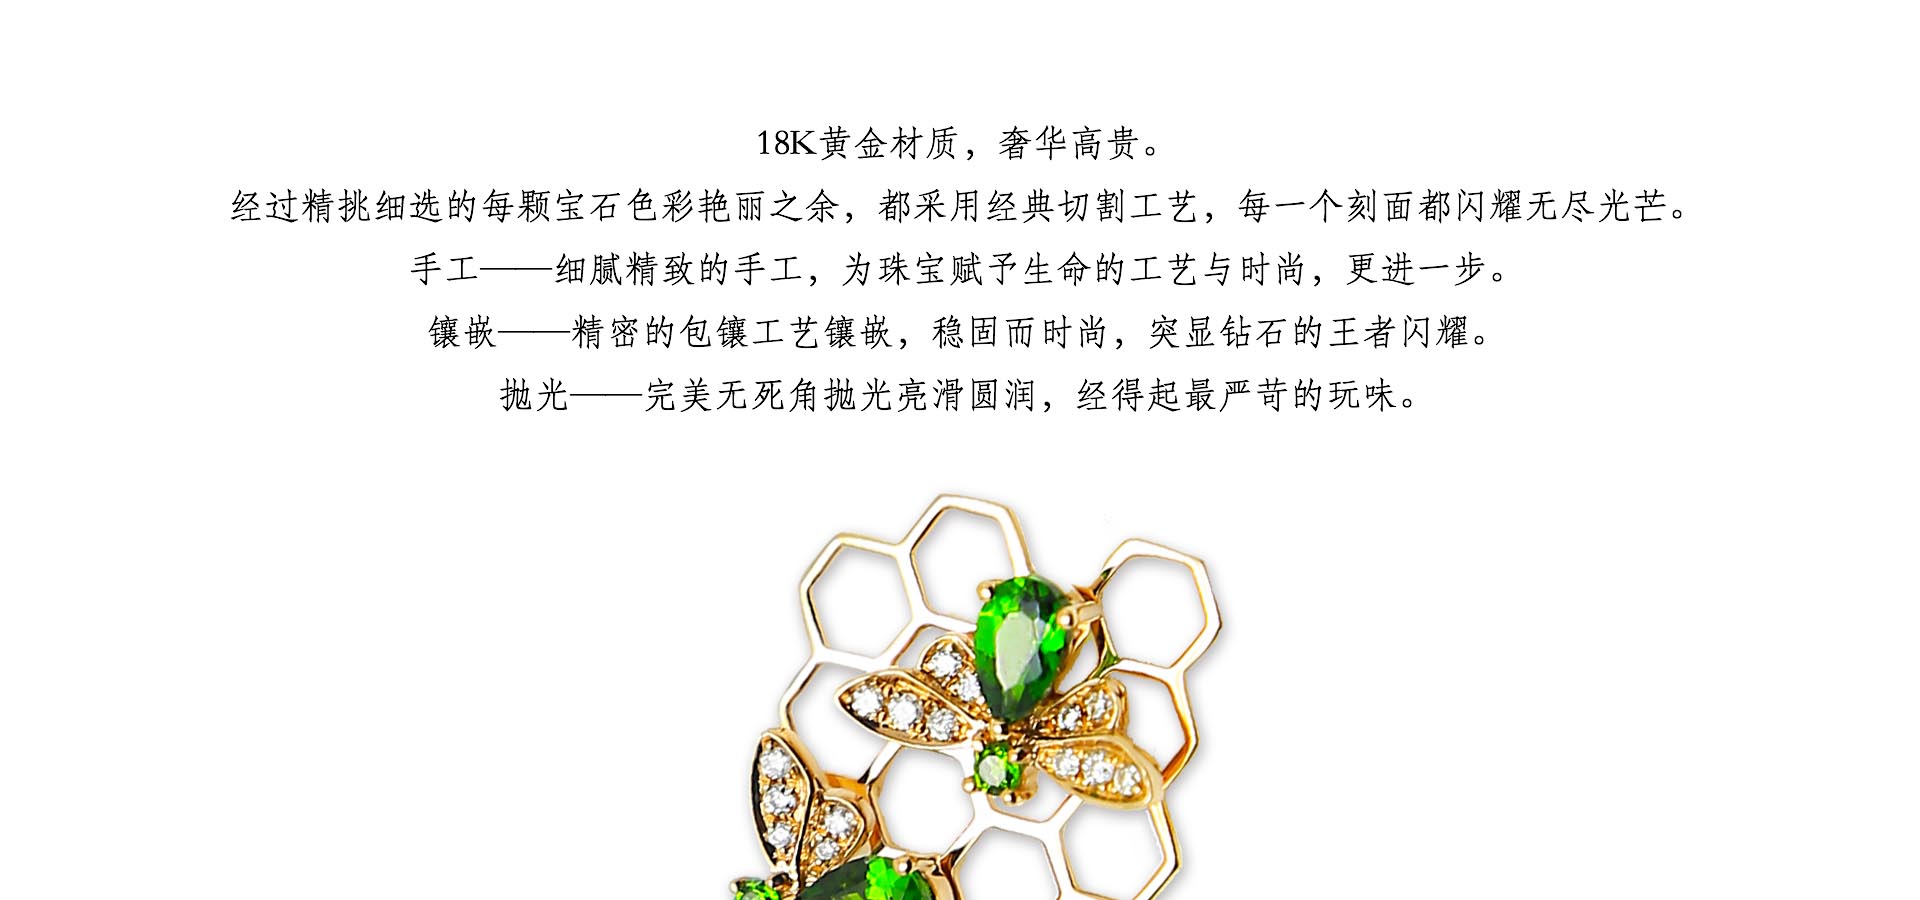 18K黄金材质，奢华高贵。
经过精挑细选的每颗宝石色彩艳丽之余，都采用经典切割工艺，每一个刻面都闪耀无尽光芒。
手工——细腻精致的手工，为珠宝赋予生命的工艺与时尚，更进一步。
镶嵌——精密的包镶工艺镶嵌，稳固而时尚，突显钻石的王者闪耀。
抛光——完美无死角抛光亮滑圆润，经得起最严苛的玩味。